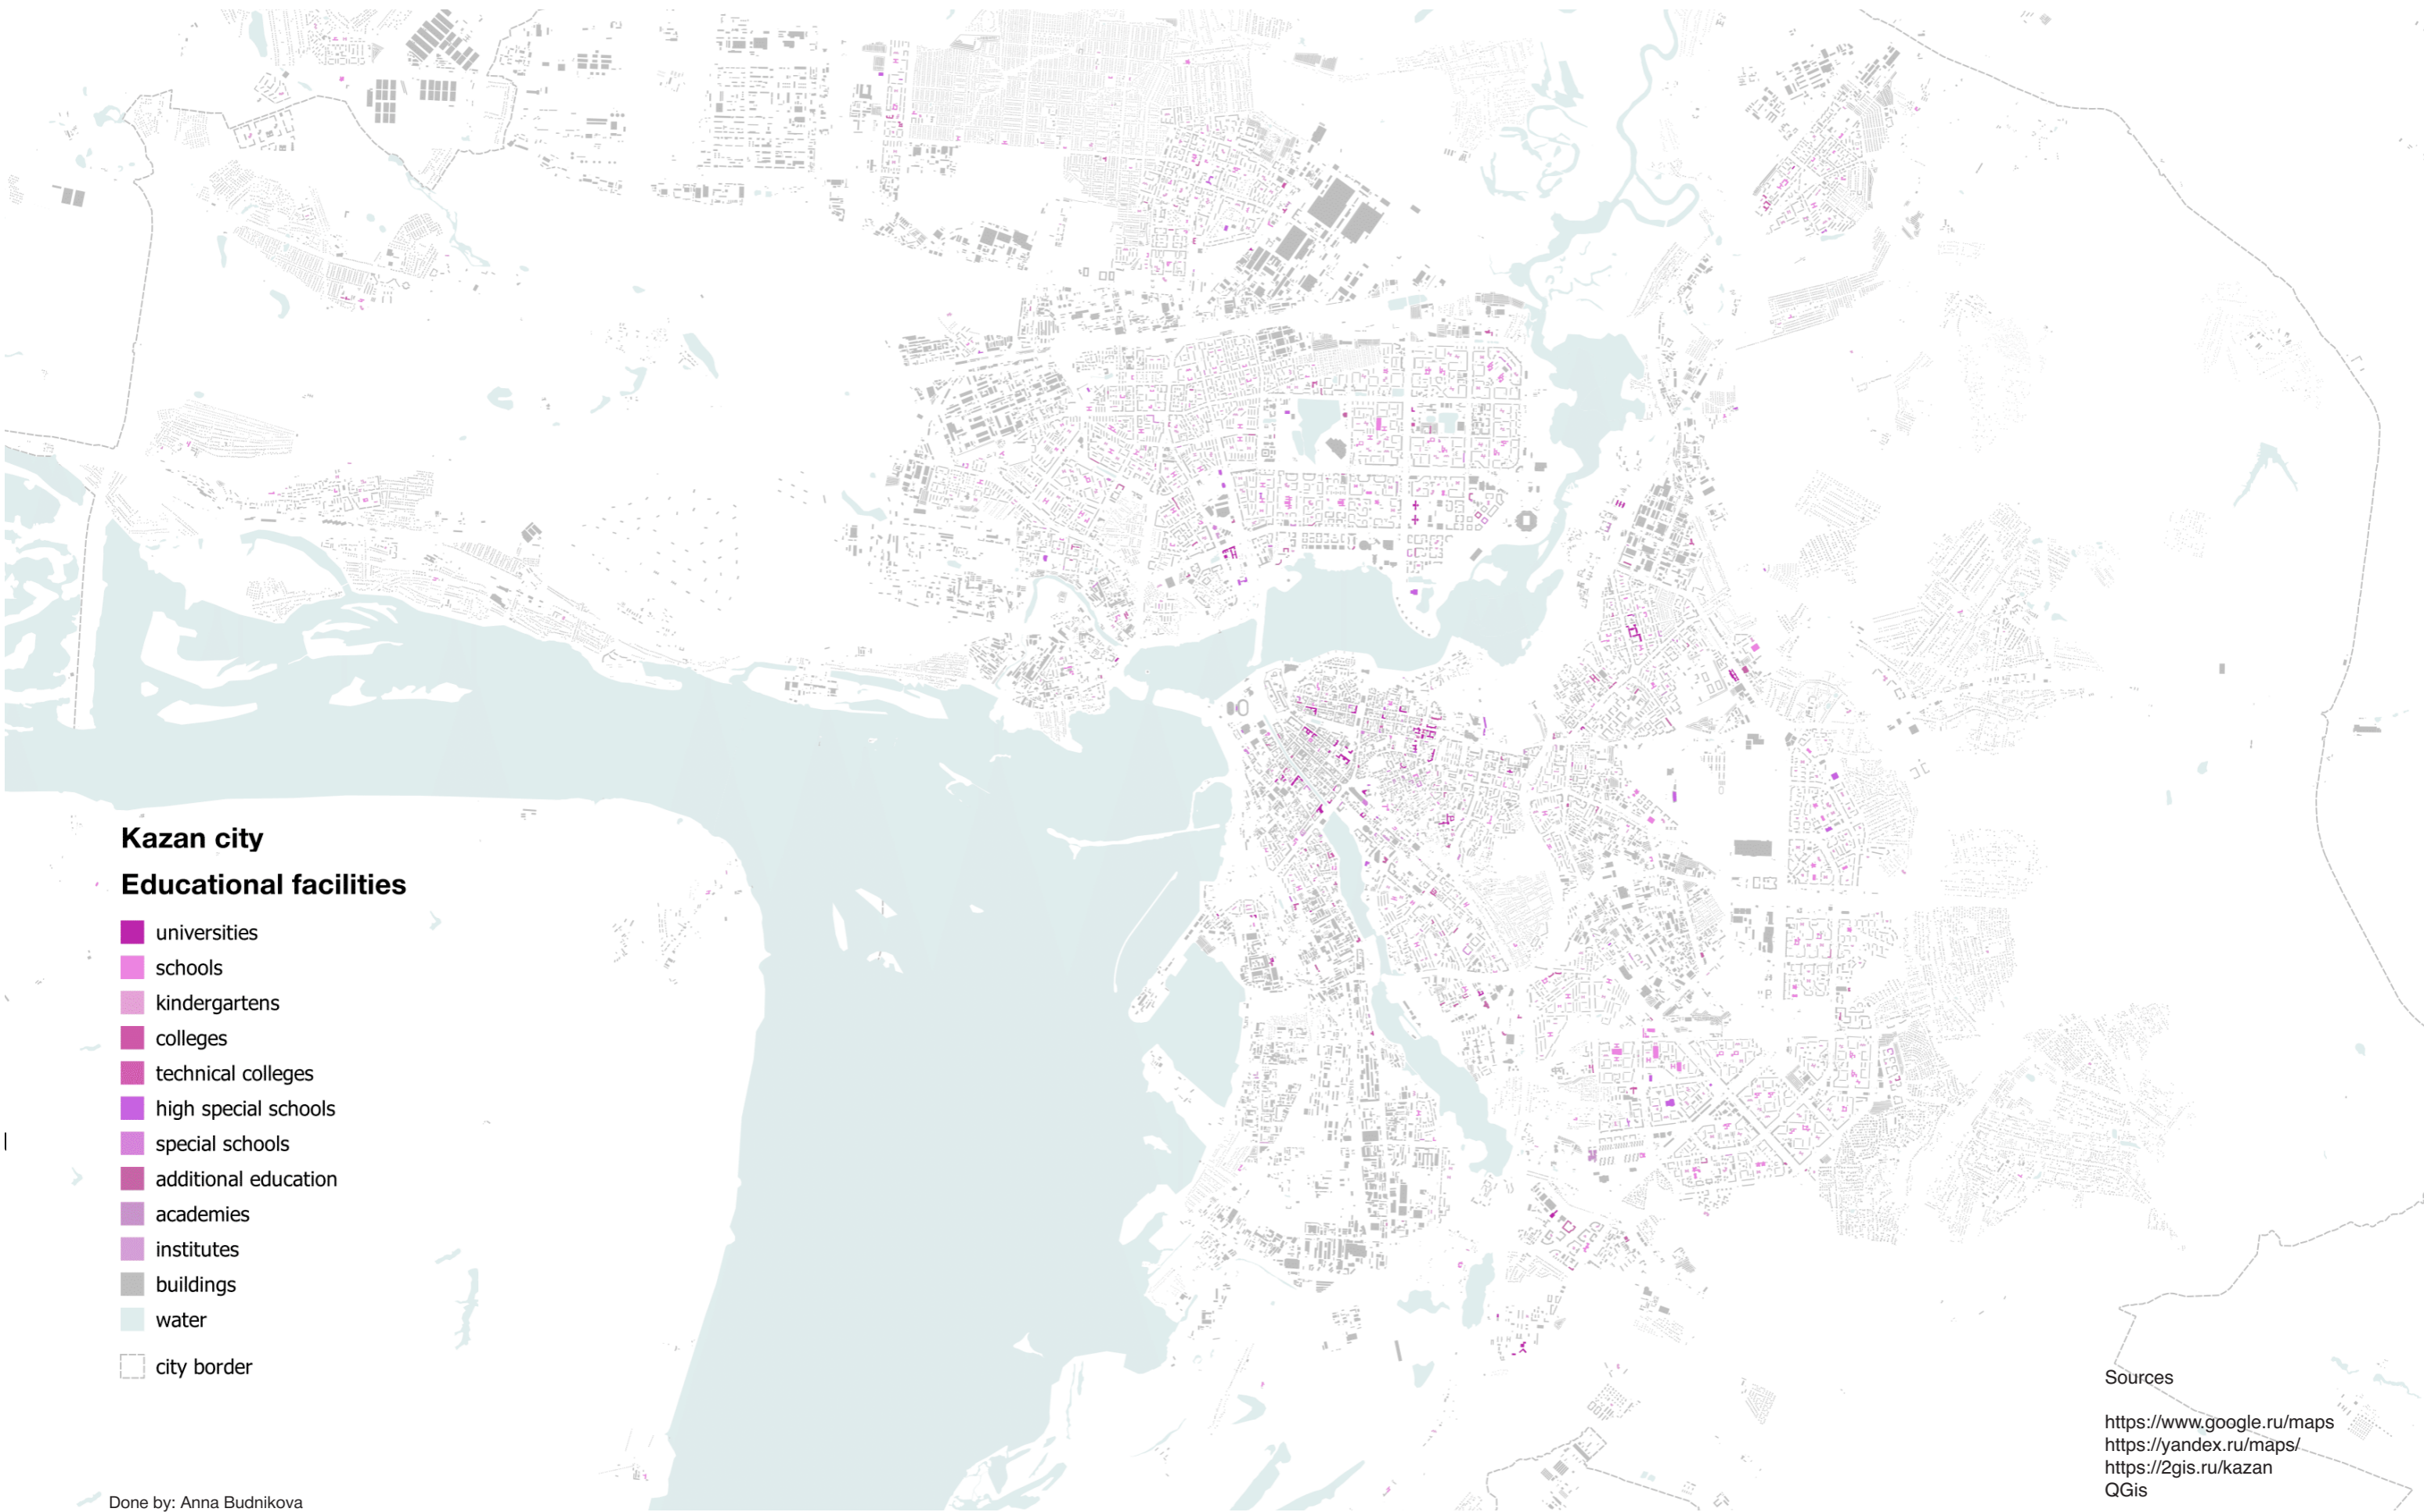 Kazan city
Educational facilities
universities
schools
kindergartens
colleges
technical colleges
high special schools
special schools
additional education
academies
institutes
buildings
water
city border
Done by: Anna Budnikova
Sources
https://www.google.ru/maps
https://yandex.ru/maps/
https://2gis.ru/kazan
QGis